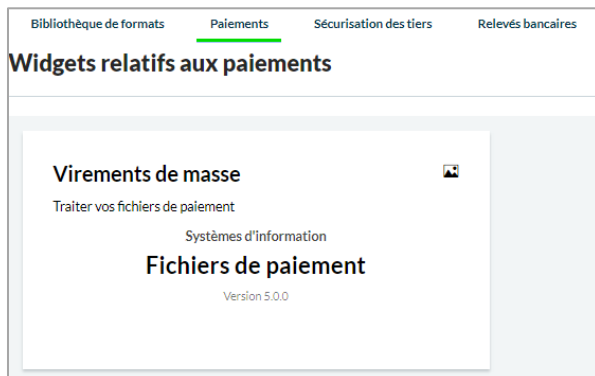 Bibliothèque de formats Paiements Sécurisation des tiers Relevés bancaires
Widgets relatifs aux paiements
Virements de masse
Traiter vos fichiers de paiement
Systèmes d'information
Fichiers de paiement
Version 5.0.0